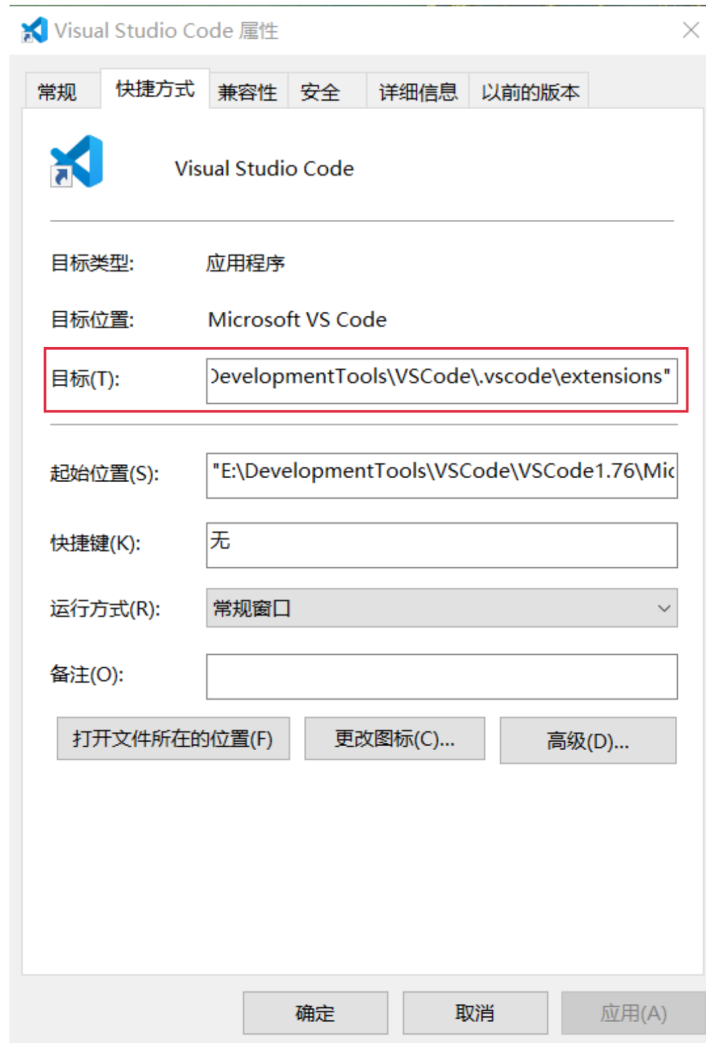 Visual Studio Code 属性
常规 快捷方式 兼容性 安全 详细信息 以前的版本
Visual Studio Code
目标类型: 应用程序
目标位置: Microsoft VS Code
目标(T): DevelopmentTools\VSCode\.vscode\extensions"
起始位置(S): "E:\DevelopmentTools\VSCode\VSCode1.76\Mic
快捷键(K): 无
运行方式(R): 常规窗口
备注(O):
打开文件所在的位置(F) 更改图标(C)... 高级(D)...
确定 取消 应用(A)